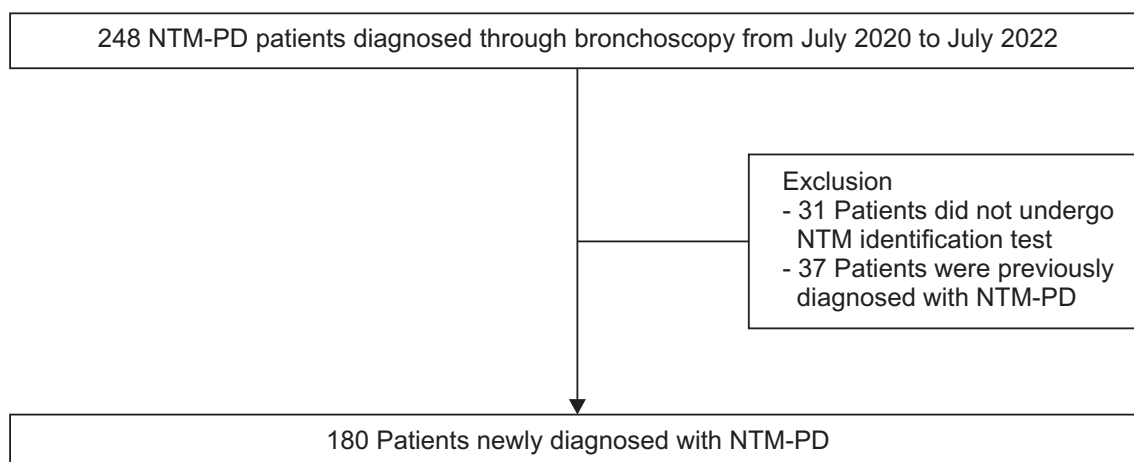 248 NTM-PD patients diagnosed through bronchoscopy from July 2020 to July 2022
Exclusion
- 31 Patients did not undergo
NTM identification test
- 37 Patients were previously
diagnosed with NTM-PD
180 Patients newly diagnosed with NTM-PD